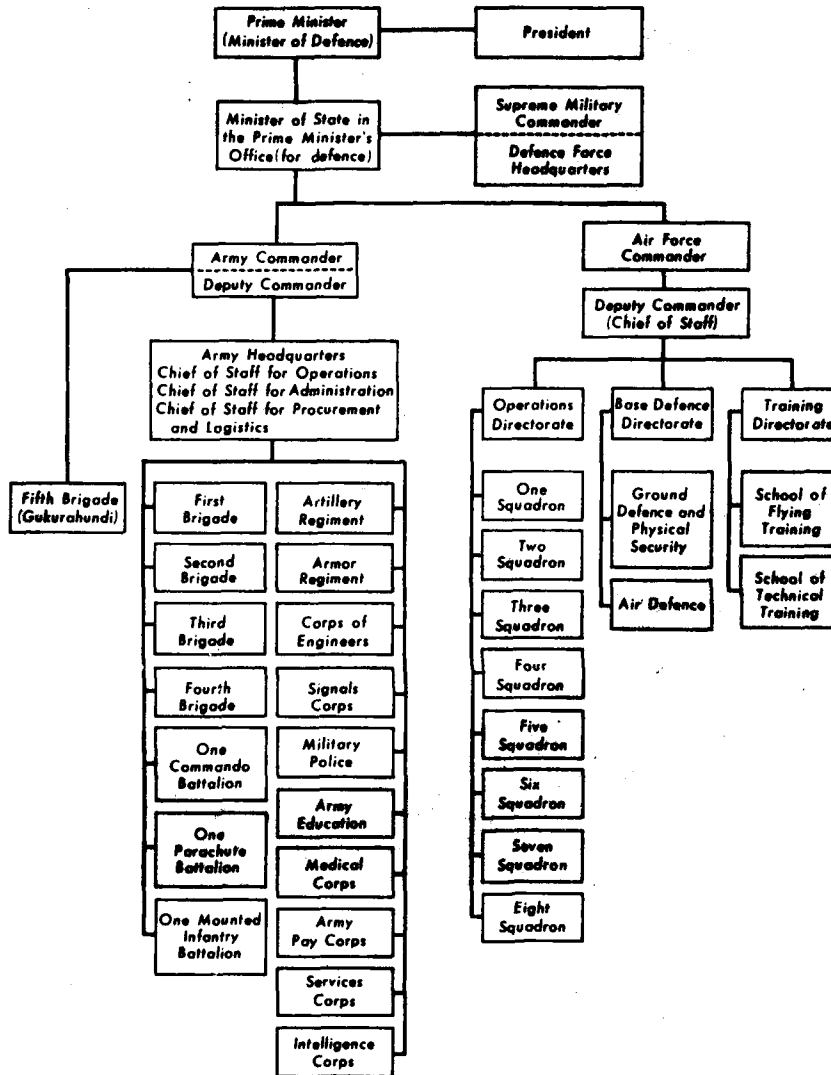 Prime Minister
(Minister of Defence)
President
Minister of State in
the Prime Minister's
Office (for defence)
Supreme Military
Commander
Defence Force
Headquarters
Army Commander
Deputy Commander
Air Force
Commander
Deputy Commander
(Chief of Staff)
Army Headquarters
Chief of Staff for Operations
Chief of Staff for Administration
Chief of Staff for Procurement
and Logistics
Operations
Directorate
Base Defence
Directorate
Training
Directorate
Fifth Brigade
(Gukurahundi)
First
Brigade
Second
Brigade
Third
Brigade
Fourth
Brigade
One
Commando
Battalion
One
Parachute
Battalion
One Mounted
Infantry
Battalion
Artillery
Regiment
Armor
Regiment
Corps of
Engineers
Signals
Corps
Military
Police
Army
Education
Medical
Corps
Army
Pay Corps
Services
Corps
Intelligence
Corps
One
Squadron
Two
Squadron
Three
Squadron
Four
Squadron
Five
Squadron
Six
Squadron
Seven
Squadron
Eight
Squadron
Ground
Defence and
Physical
Security
Air Defence
School of
Flying
Training
School of
Technical
Training